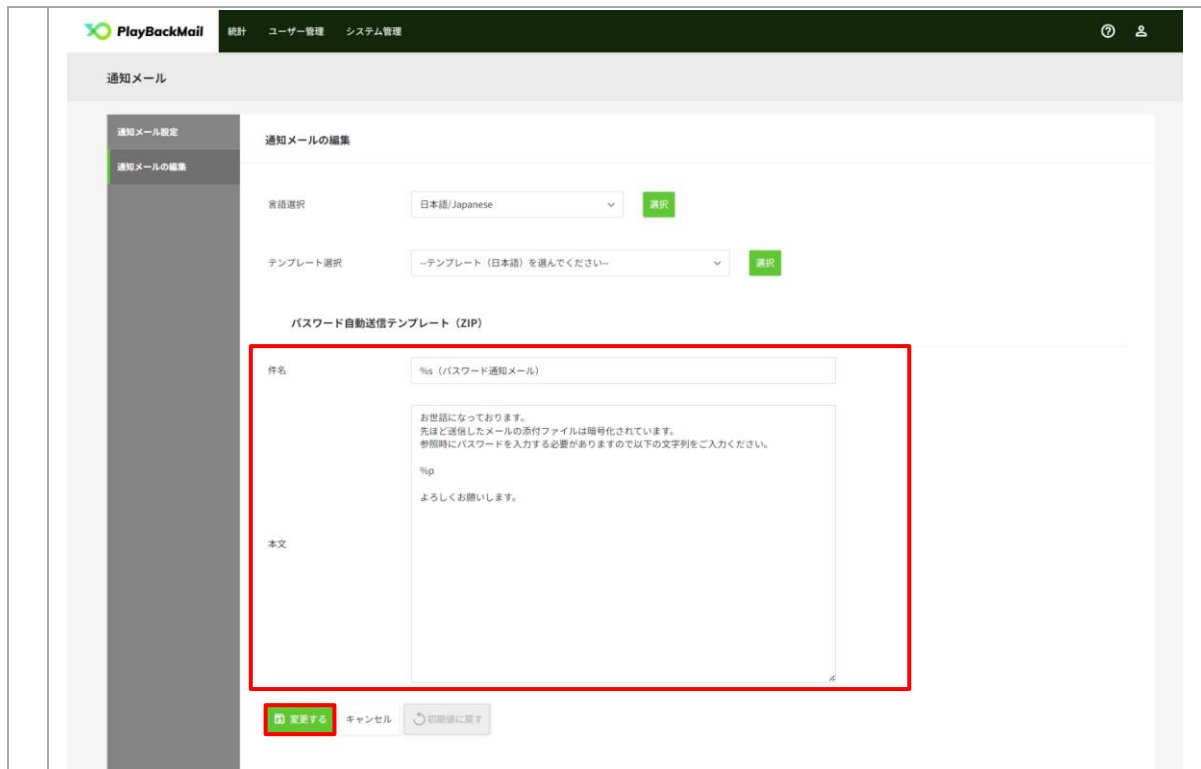 PlayBackMail 統計 ユーザー管理 システム管理
通知メール
通知メール設定
通知メールの編集
通知メールの編集
言語選択 日本語/Japanese 選択
テンプレート選択 --テンプレート（日本語）を選んでください-- 選択
パスワード自動送信テンプレート（ZIP）
件名 %s（パスワード通知メール）
お世話になっております。
先ほど送信したメールの添付ファイルは暗号化されています。
参照時にパスワードを入力する必要がありますので以下の文字列をご入力ください。
%p
よろしくお願いします。
本文
変更する キャンセル 初期値に戻す